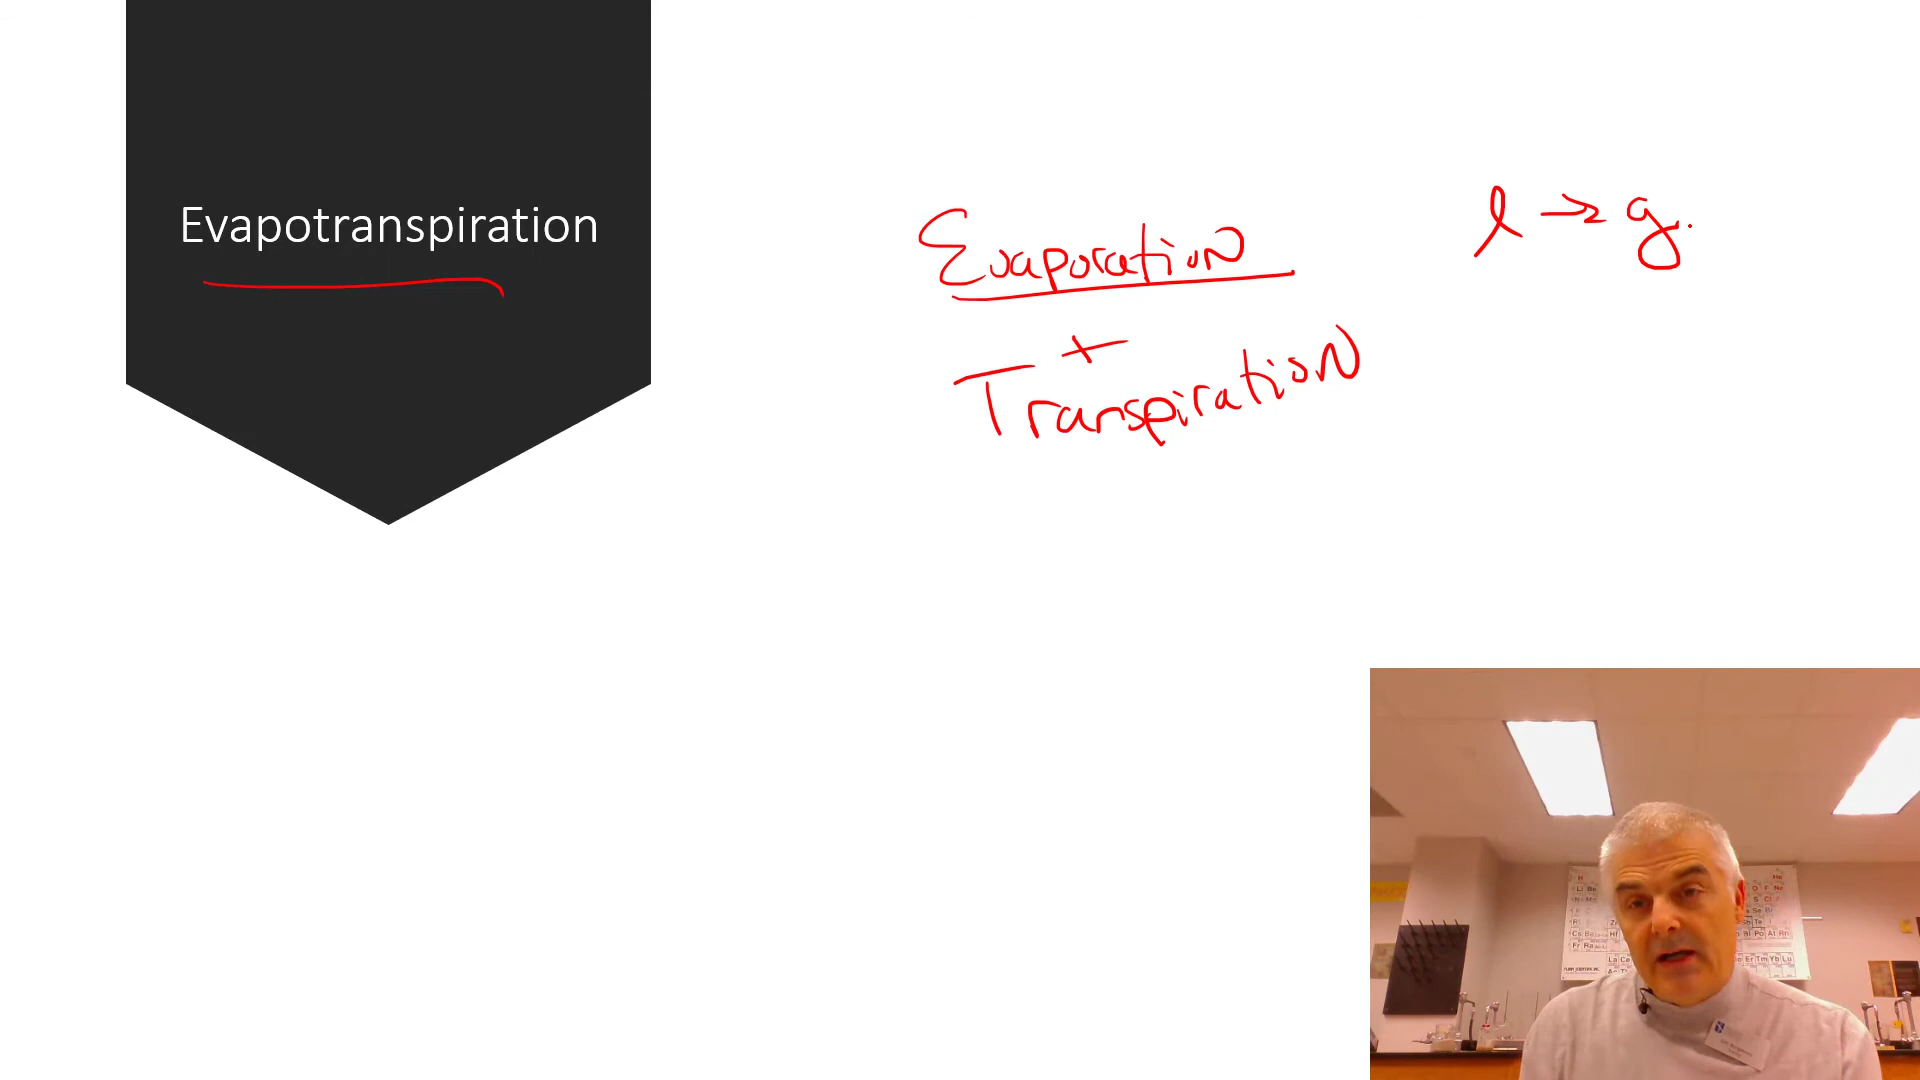 Evapotranspiration
Evaporation
l → g.
+
Transpiration